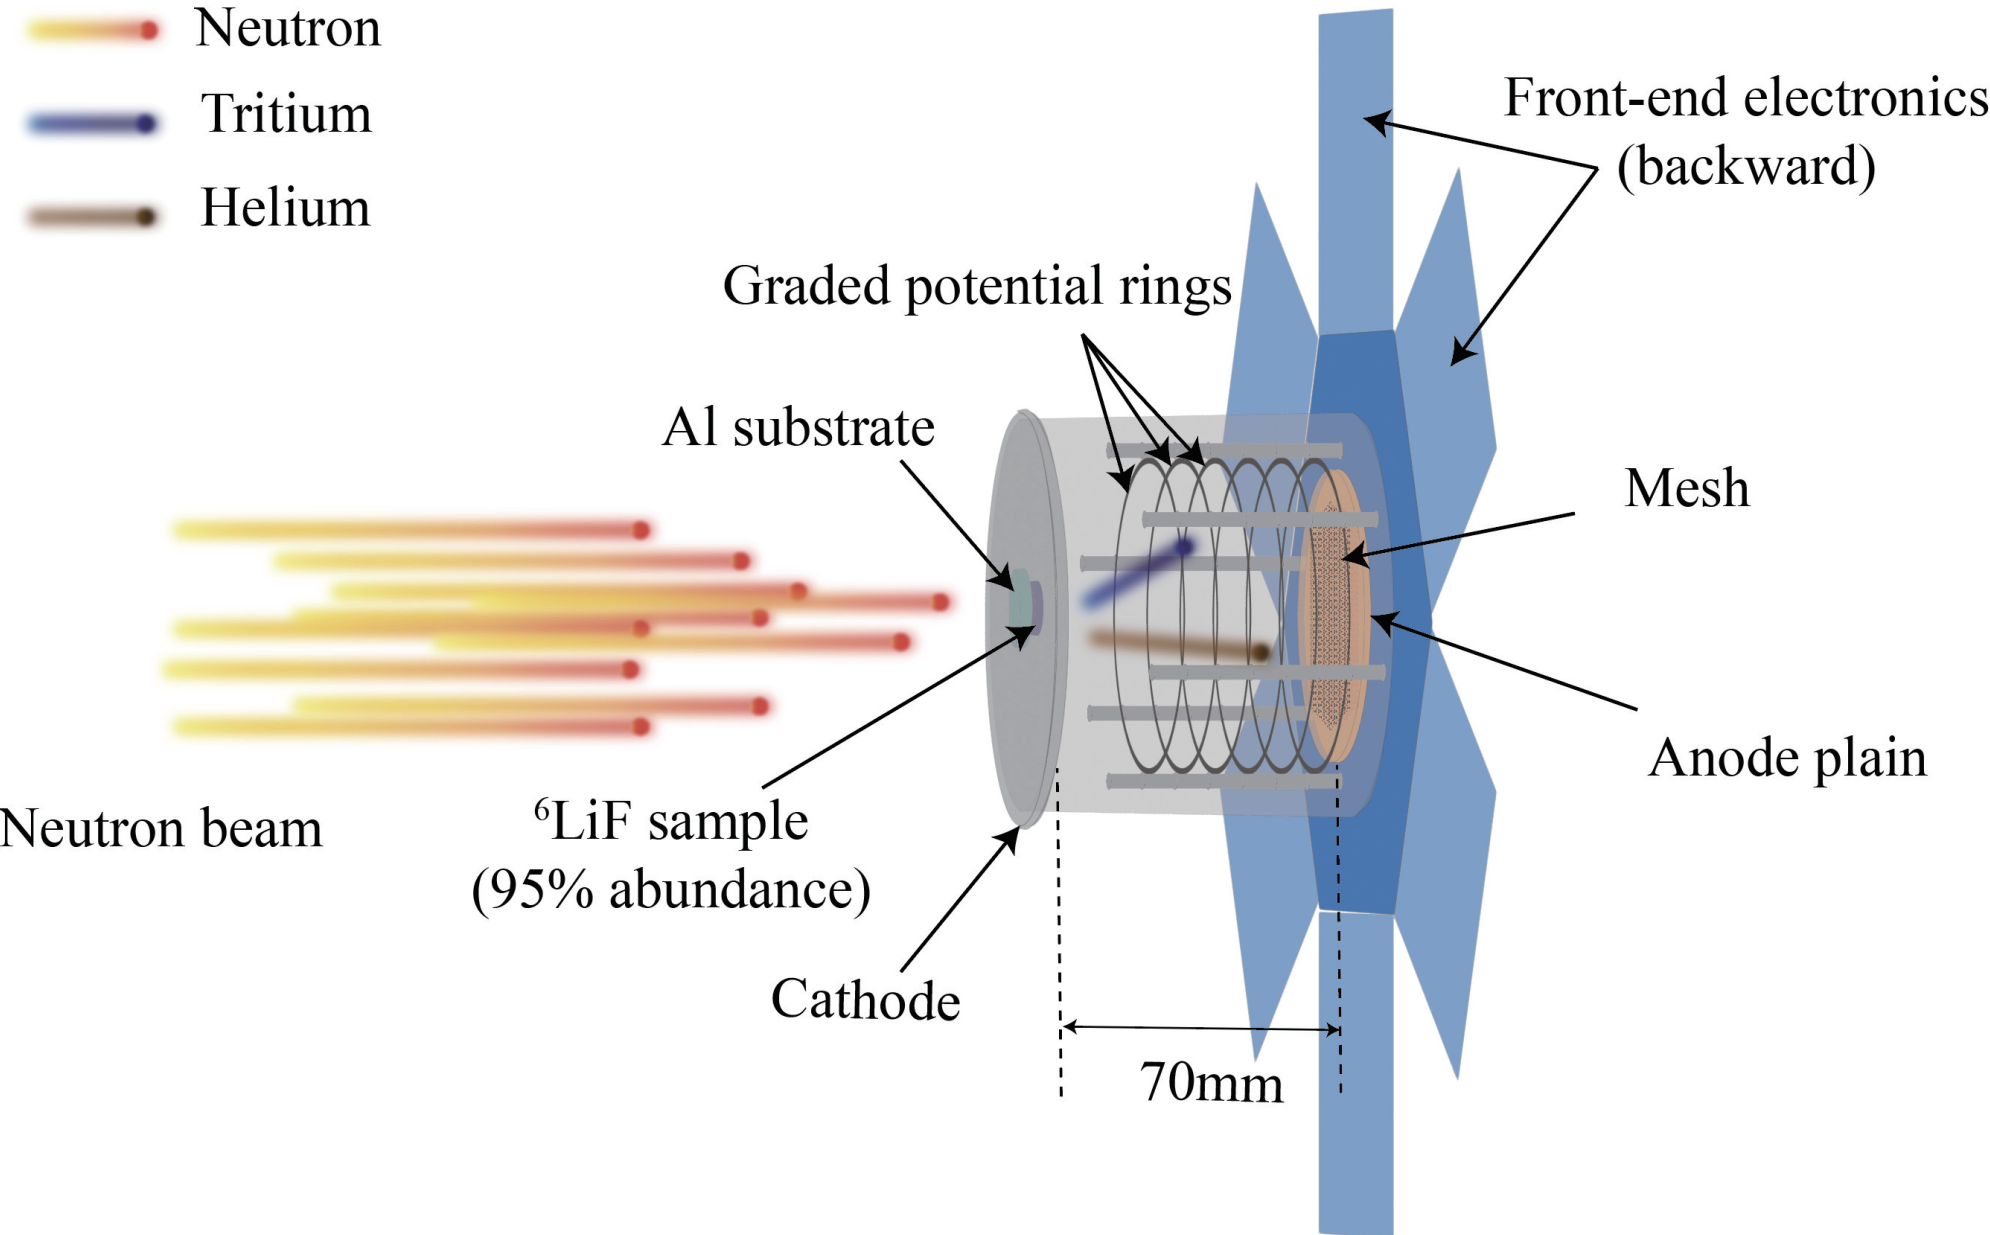 Neutron
Tritium
Helium
Front-end electronics
(backward)
Graded potential rings
Al substrate
Mesh
Anode plain
⁶LiF sample
(95% abundance)
Neutron beam
Cathode
70mm